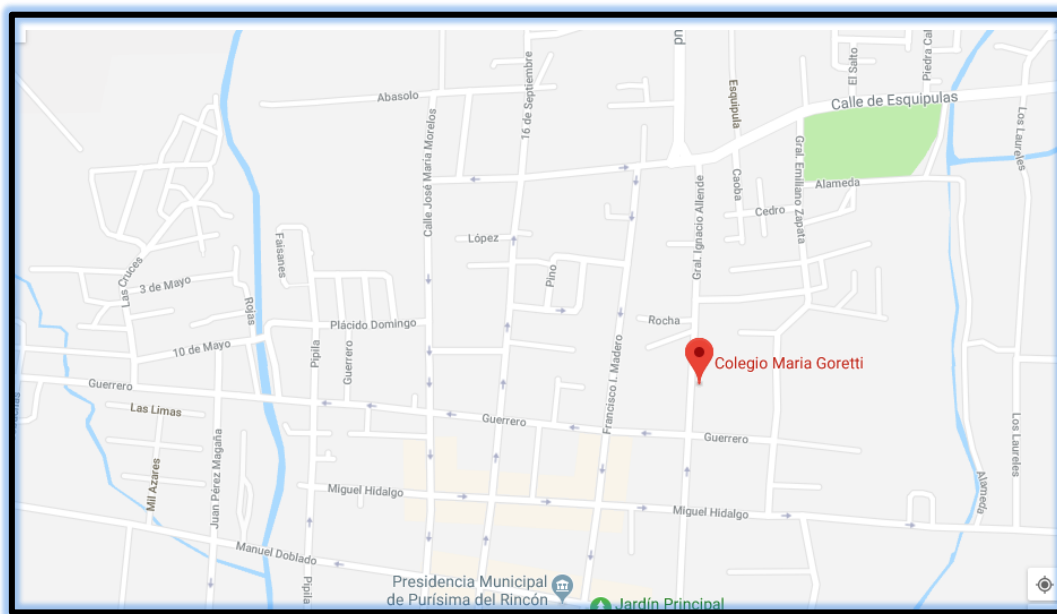 Abasolo
16 de Septiembre
Calle José Maria Morelos
Esquipula
El Salto
Piedra Cal
Calle de Esquipulas
Los Laureles
Gral. Emiliano Zapata
Caoba
Alameda
Cedro
Gral. Ignacio Allende
López
Pino
Faisanes
Las Cruces
3 de Mayo
Rojas
Plácido Domingo
Rocha
10 de Mayo
Pipila
Guerrero
Francisco I. Madero
Colegio Maria Goretti
Guerrero
Las Limas
Guerrero
Guerrero
Juan Pérez Magaña
Mil Azares
Los Laureles
Miguel Hidalgo
Miguel Hidalgo
Alameda
Manuel Doblado
Pipila
Presidencia Municipal
de Purísima del Rincón
Jardín Principal